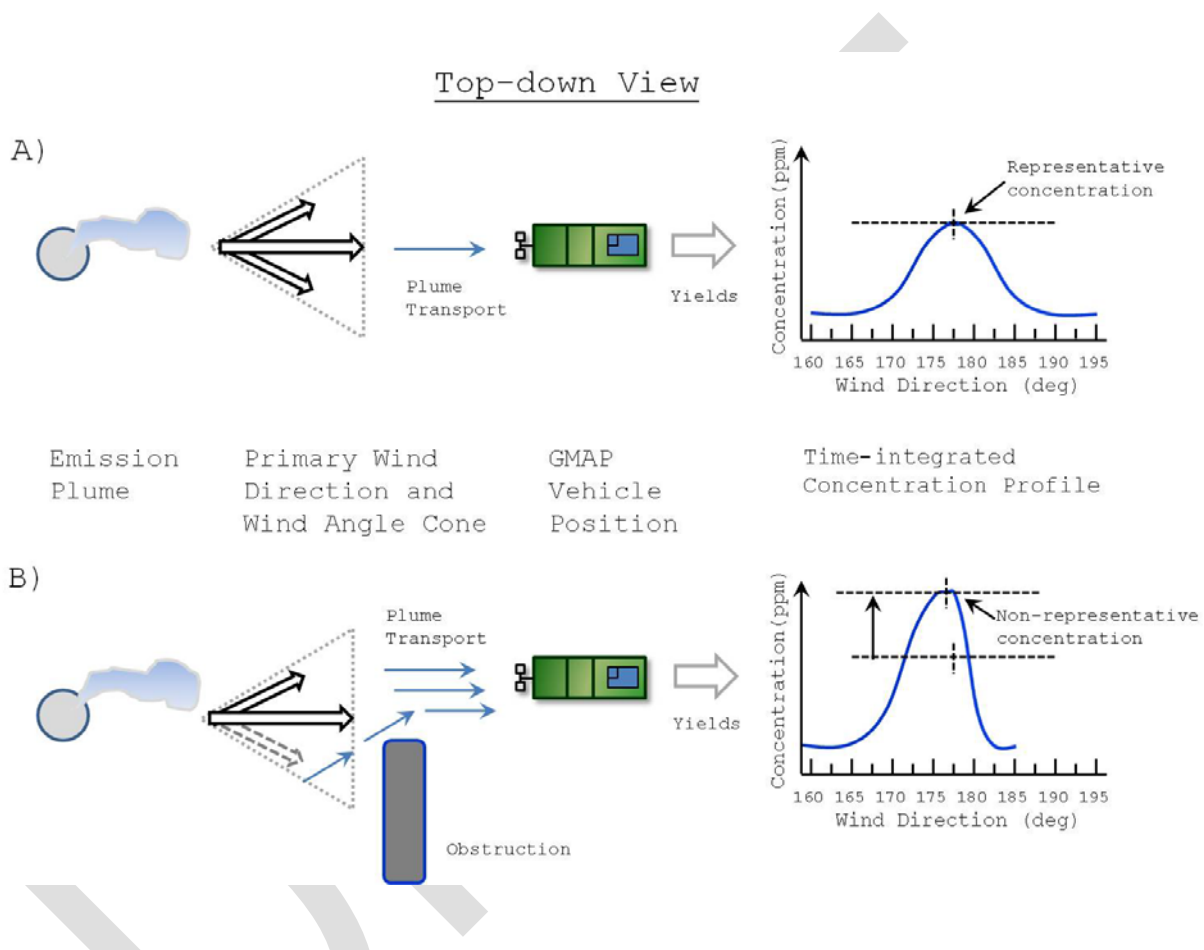 Top-down View
A)
Plume
Transport
Yields
Concentration(ppm)
Representative
concentration
160 165 170 175 180 185 190 195
Wind Direction (deg)
Emission
Plume
Primary Wind
Direction and
Wind Angle Cone
GMAP
Vehicle
Position
Time-integrated
Concentration Profile
B)
Plume
Transport
Obstruction
Yields
Concentration(ppm)
Non-representative
concentration
160 165 170 175 180 185 190 195
Wind Direction (deg)